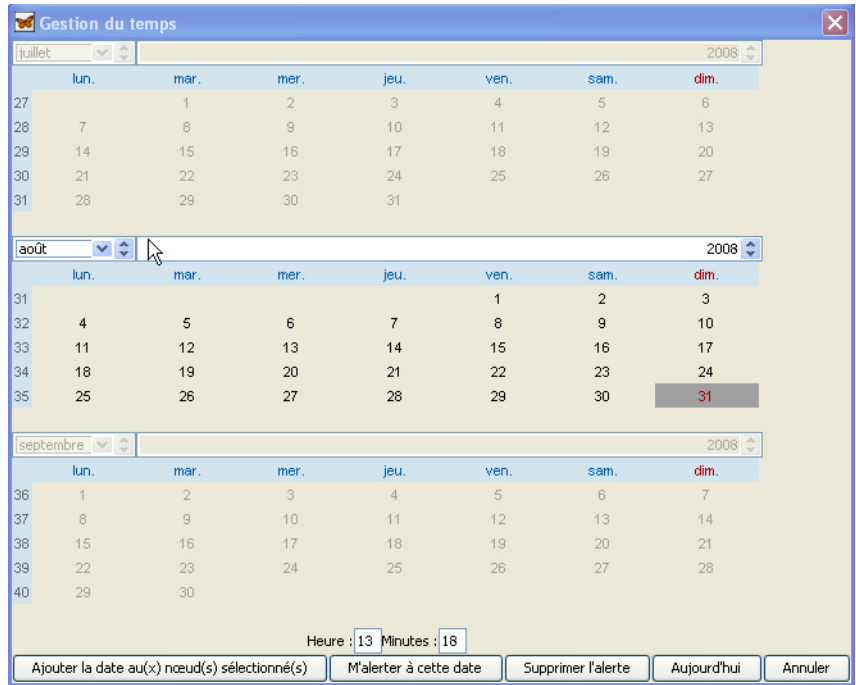 Gestion du temps
juillet 2008
lun. mar. mer. jeu. ven. sam. dim.
27 1 2 3 4 5 6
28 7 8 9 10 11 12 13
29 14 15 16 17 18 19 20
30 21 22 23 24 25 26 27
31 28 29 30 31
août 2008
lun. mar. mer. jeu. ven. sam. dim.
31 1 2 3
32 4 5 6 7 8 9 10
33 11 12 13 14 15 16 17
34 18 19 20 21 22 23 24
35 25 26 27 28 29 30 31
septembre 2008
lun. mar. mer. jeu. ven. sam. dim.
36 1 2 3 4 5 6 7
37 8 9 10 11 12 13 14
38 15 16 17 18 19 20 21
39 22 23 24 25 26 27 28
40 29 30
Heure : 13 Minutes : 18
Ajouter la date au(x) nœud(s) sélectionné(s) M'alerter à cette date Supprimer l'alerte Aujourd'hui Annuler